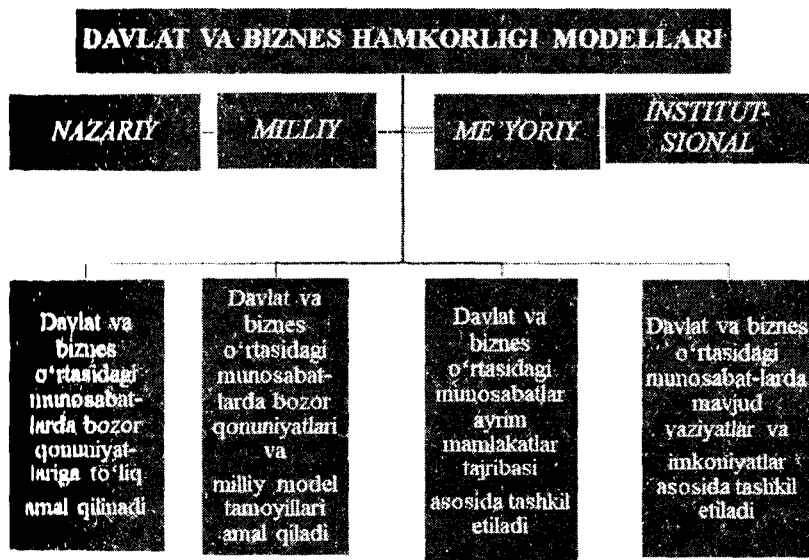 DAVLAT VA BIZNES HAMKORLIGI MODELLARI
NAZARIY
MILLIY
ME'YORIY
INSTITUT-
SIONAL
Davlat va
biznes
o‘rtasidagi
munosabat-
larda bozor
qonuniyat-
lariga to‘liq
amal qilinadi
Davlat va
biznes
o‘rtasidagi
munosabat-
larda bozor
qonuniyatlari
va
milliy model
tamoyillari
amal qiladi
Davlat va
biznes
o‘rtasidagi
munosabatlar
ayrim
mamlakatlar
tajribasi
asosida tashkil
etiladi
Davlat va biznes
o‘rtasidagi
munosabat-larda
mavjud
vaziyatlar va
imkoniyatlar
asosida tashkil
etiladi